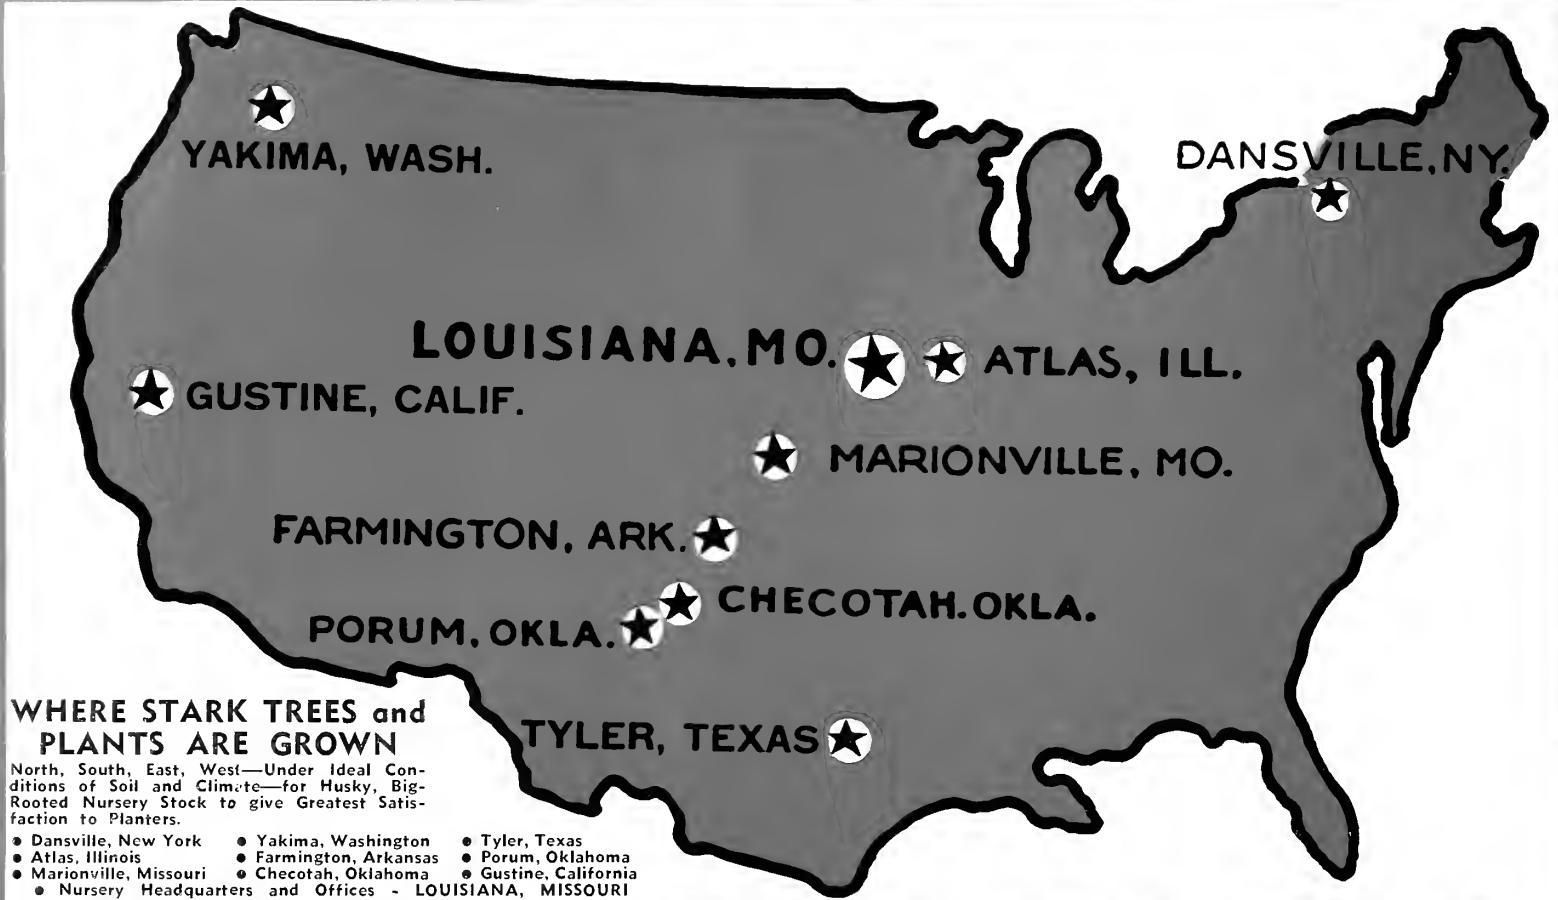 DANSVILLE, NY.
YAKIMA, WASH.
LOUISIANA, MO.
ATLAS, ILL.
GUSTINE, CALIF.
MARIONVILLE, MO.
FARMINGTON, ARK.
CHECOTAH. OKLA.
PORUM, OKLA.
TYLER, TEXAS
WHERE STARK TREES and
PLANTS ARE GROWN
North, South, East, West—Under Ideal Con-
ditions of Soil and Climate—for Husky, Big-
Rooted Nursery Stock to give Greatest Satis-
faction to Planters.
• Dansville, New York • Yakima, Washington • Tyler, Texas
• Atlas, Illinois • Farmington, Arkansas • Porum, Oklahoma
• Marionville, Missouri • Checotah, Oklahoma • Gustine, California
• Nursery Headquarters and Offices - LOUISIANA, MISSOURI